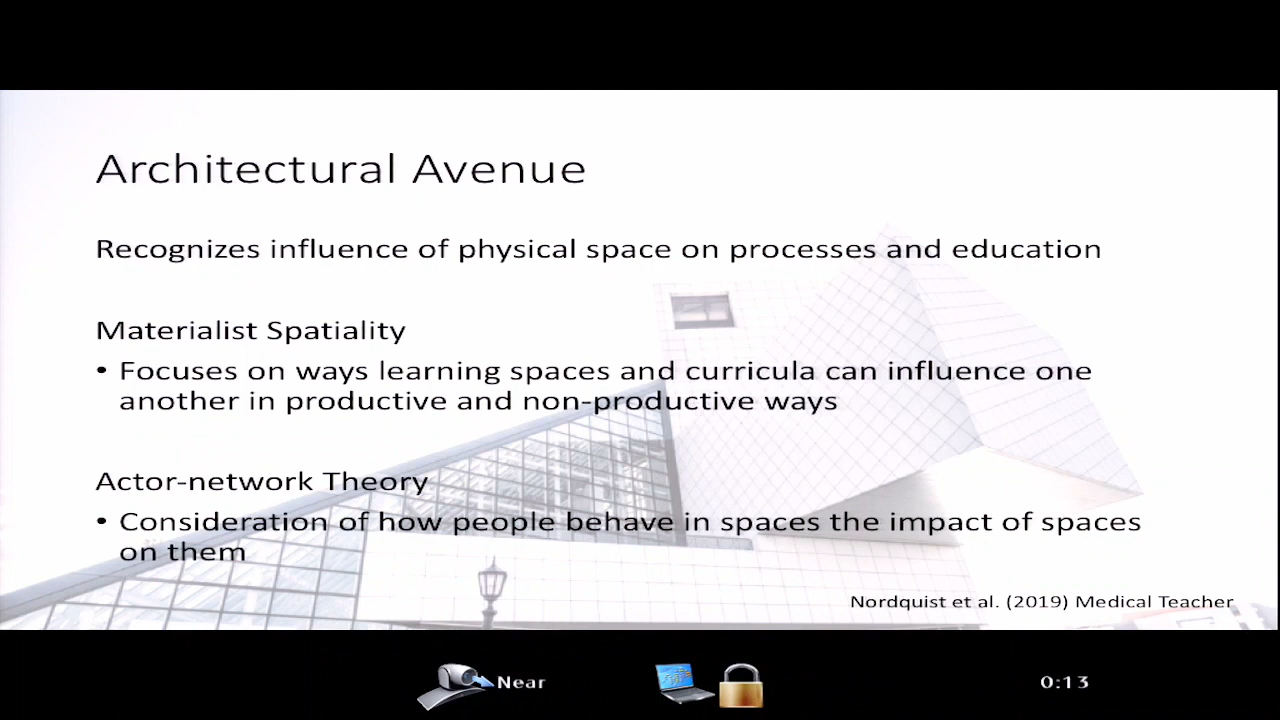 Architectural Avenue
Recognizes influence of physical space on processes and education
Materialist Spatiality
• Focuses on ways learning spaces and curricula can influence one
another in productive and non-productive ways
Actor-network Theory
• Consideration of how people behave in spaces the impact of spaces
on them
Nordquist et al. (2019) Medical Teacher
Near
0:13